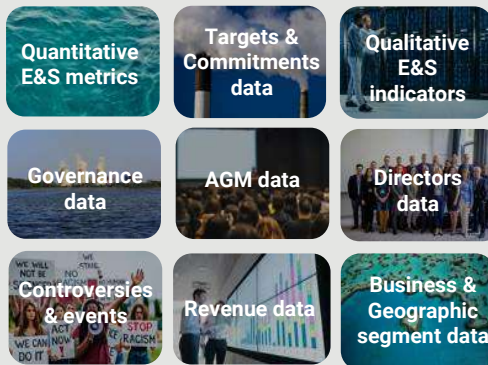 Quantitative
E&S metrics
Targets &
Commitments
data
Qualitative
E&S
indicators
Governance
data
AGM data
Directors
data
Controversies
& events
WE WILL
NOT BE
NO
RACISM
WE CAN
DO IT
ACT
NOW!
STOP
RACISM
Revenue data
Business &
Geographic
segment data